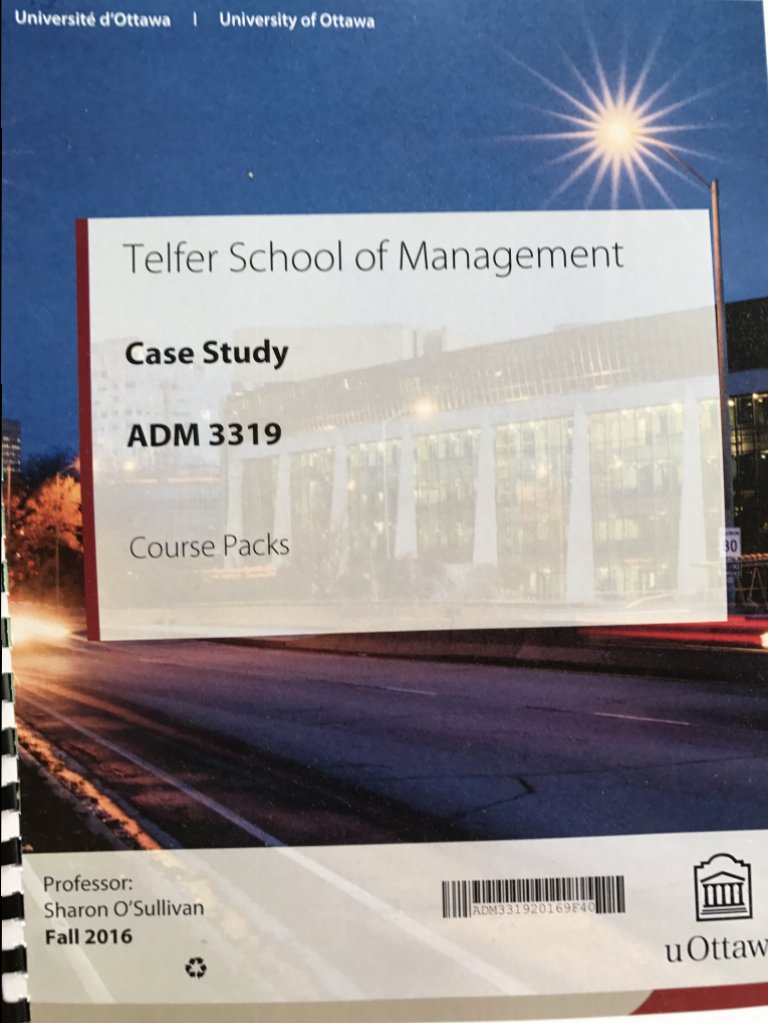 Université d'Ottawa | University of Ottawa
Telfer School of Management
Case Study
ADM 3319
Course Packs
30
Professor:
Sharon O'Sullivan
Fall 2016
ADM331920169F40
uOttaw